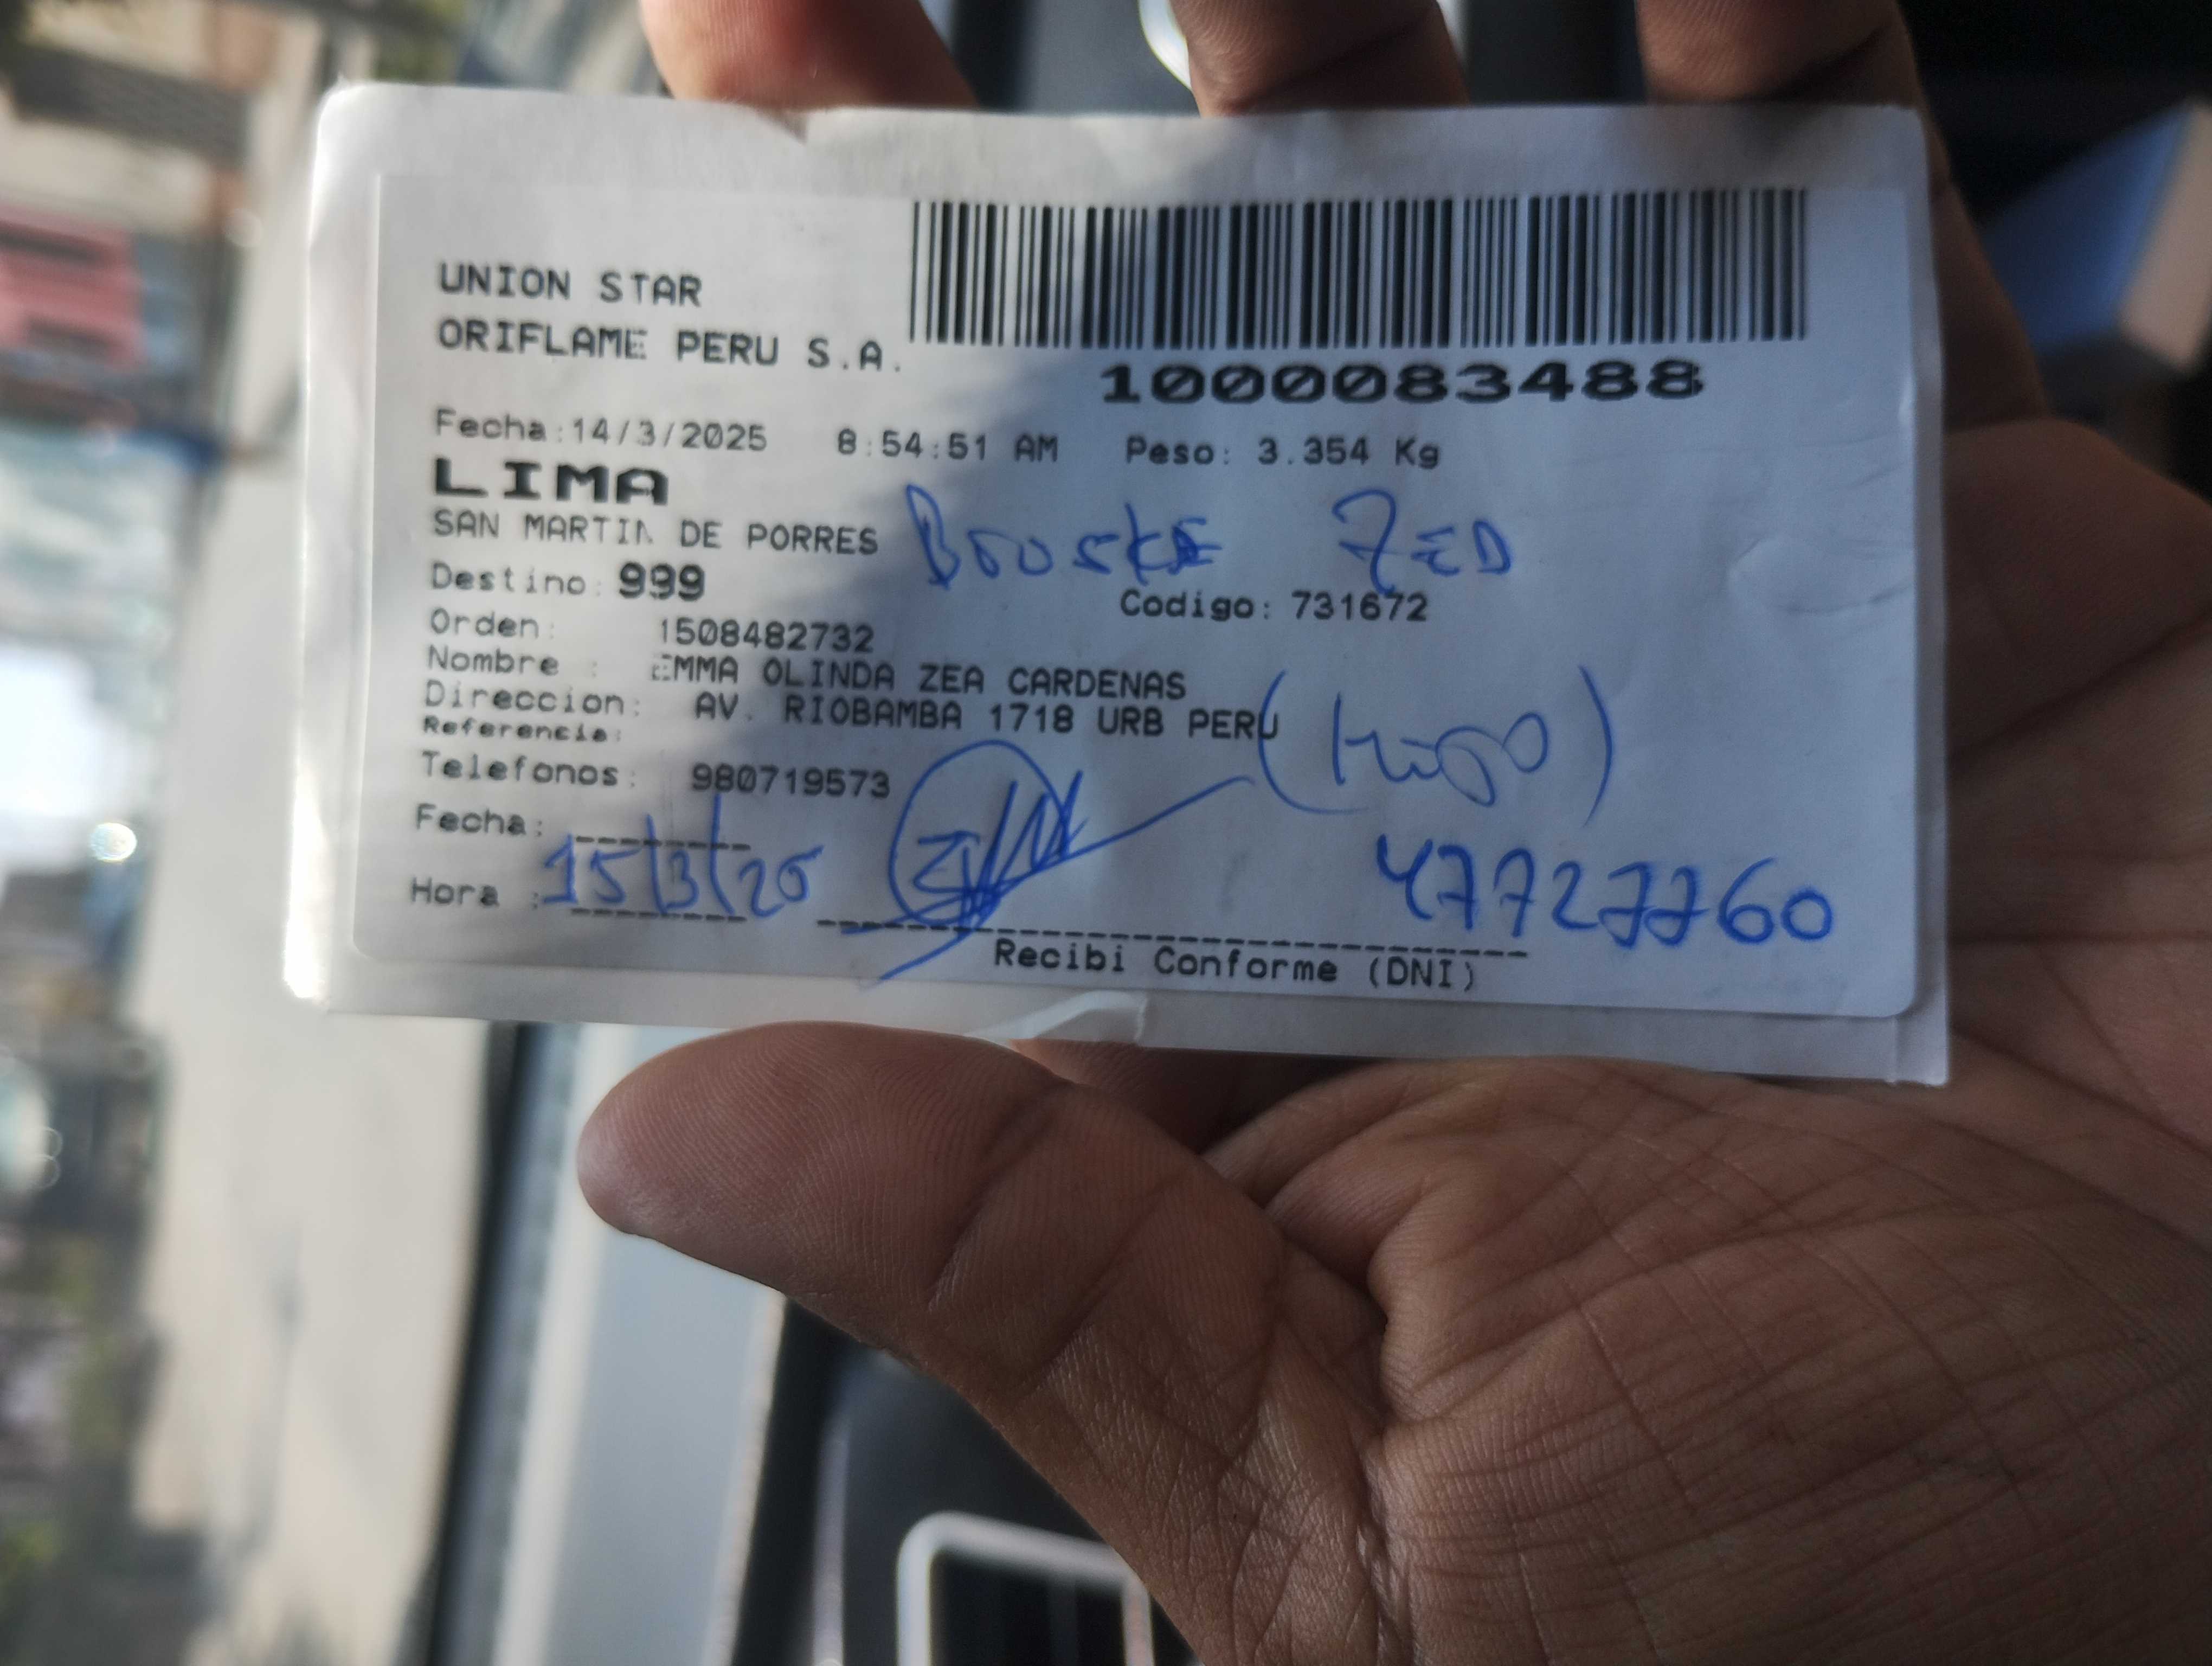 UNION STAR
ORIFLAME PERU S.A.
1000083488
Fecha:14/3/2025 8:54:51 AM Peso: 3.354 Kg
LIMA
SAN MARTIN DE PORRES
ZED
Destino: 999
Codigo: 731672
Orden: 1508482732
Nombre : EMMA OLINDA ZEA CARDENAS
Direccion: AV. RIOBAMBA 1718 URB PERU
Referencia:
(Hijo)
Telefonos: 980719573
Fecha:
15/3/25
47727760
Hora :
Recibi Conforme (DNI)